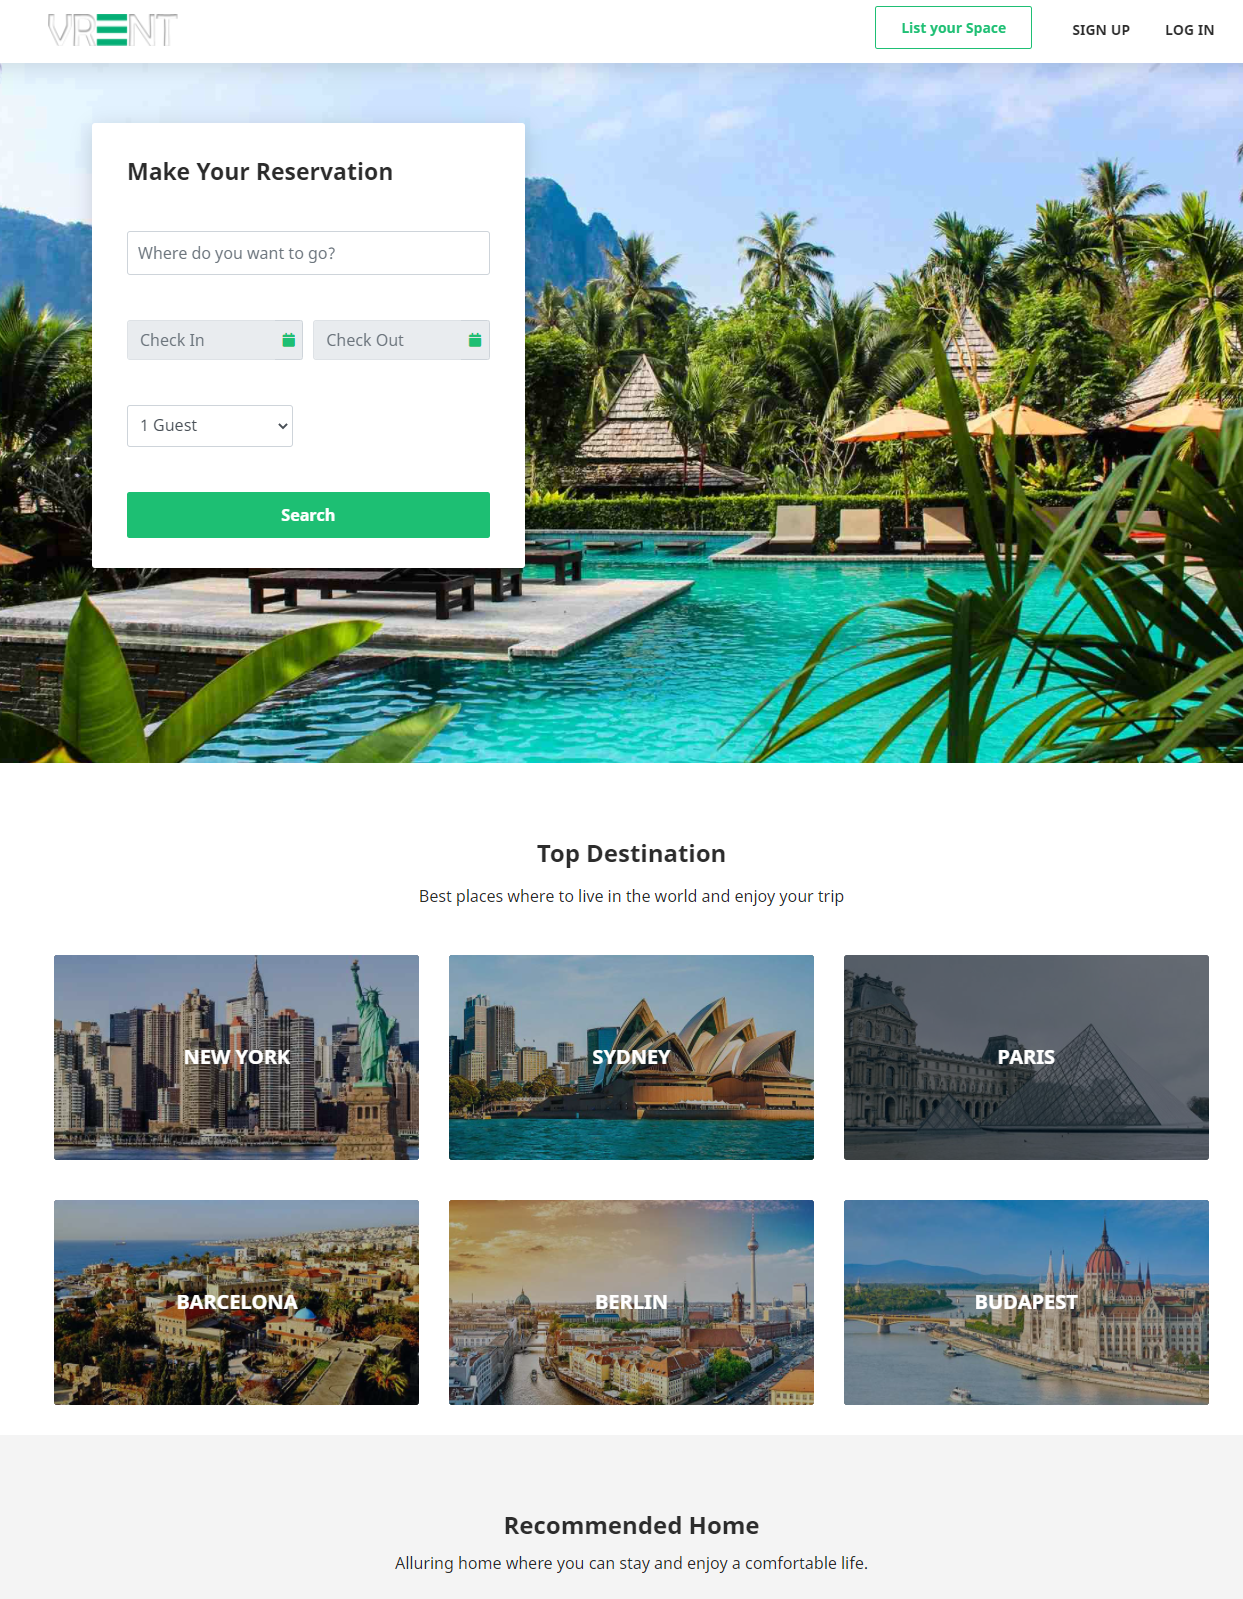 VRENT
List your Space
SIGN UP
LOG IN
Make Your Reservation
Where do you want to go?
Check In
Check Out
1 Guest
Search
Top Destination
Best places where to live in the world and enjoy your trip
NEW YORK
SYDNEY
PARIS
BARCELONA
BERLIN
BUDAPEST
Recommended Home
Alluring home where you can stay and enjoy a comfortable life.